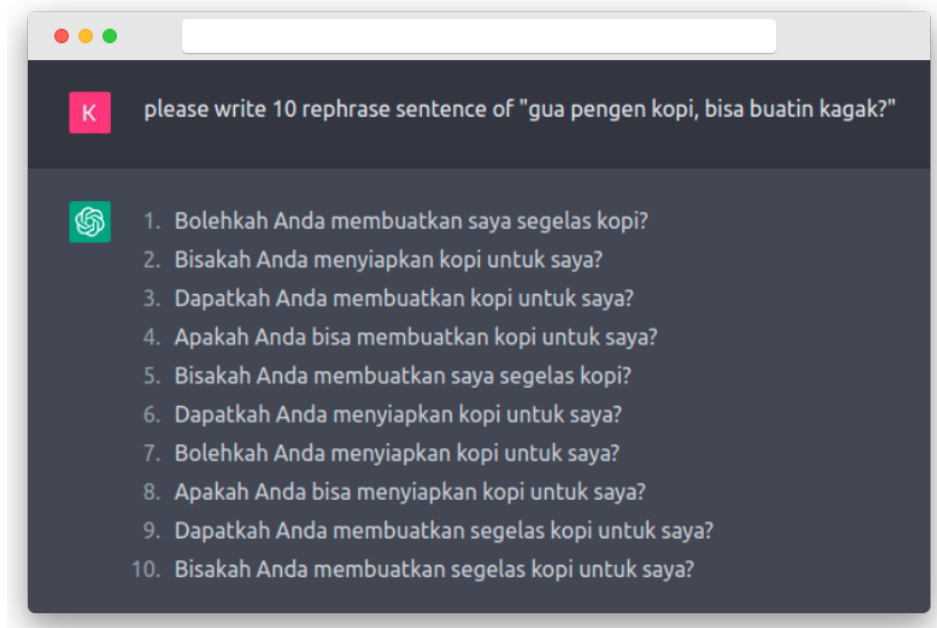 K
please write 10 rephrase sentence of "gua pengen kopi, bisa buatin kagak?"
1. Bolehkah Anda membuatkan saya segelas kopi?
2. Bisakah Anda menyiapkan kopi untuk saya?
3. Dapatkah Anda membuatkan kopi untuk saya?
4. Apakah Anda bisa membuatkan kopi untuk saya?
5. Bisakah Anda membuatkan saya segelas kopi?
6. Dapatkah Anda menyiapkan kopi untuk saya?
7. Bolehkah Anda menyiapkan kopi untuk saya?
8. Apakah Anda bisa menyiapkan kopi untuk saya?
9. Dapatkah Anda membuatkan segelas kopi untuk saya?
10. Bisakah Anda membuatkan segelas kopi untuk saya?